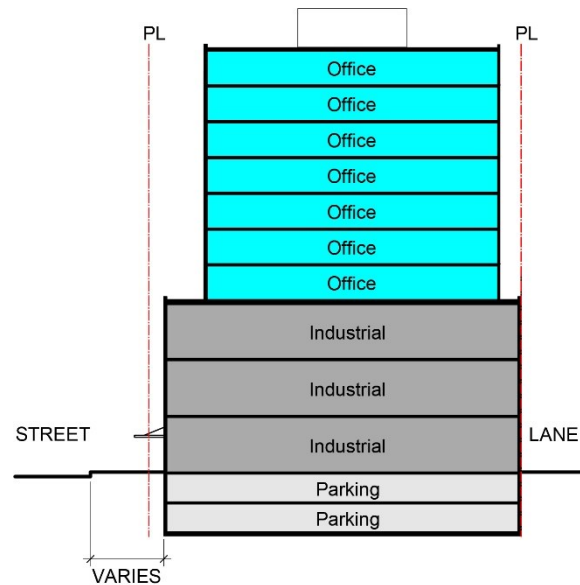 PL
PL
Office
Office
Office
Office
Office
Office
Office
Industrial
Industrial
Industrial
STREET
LANE
Parking
Parking
VARIES